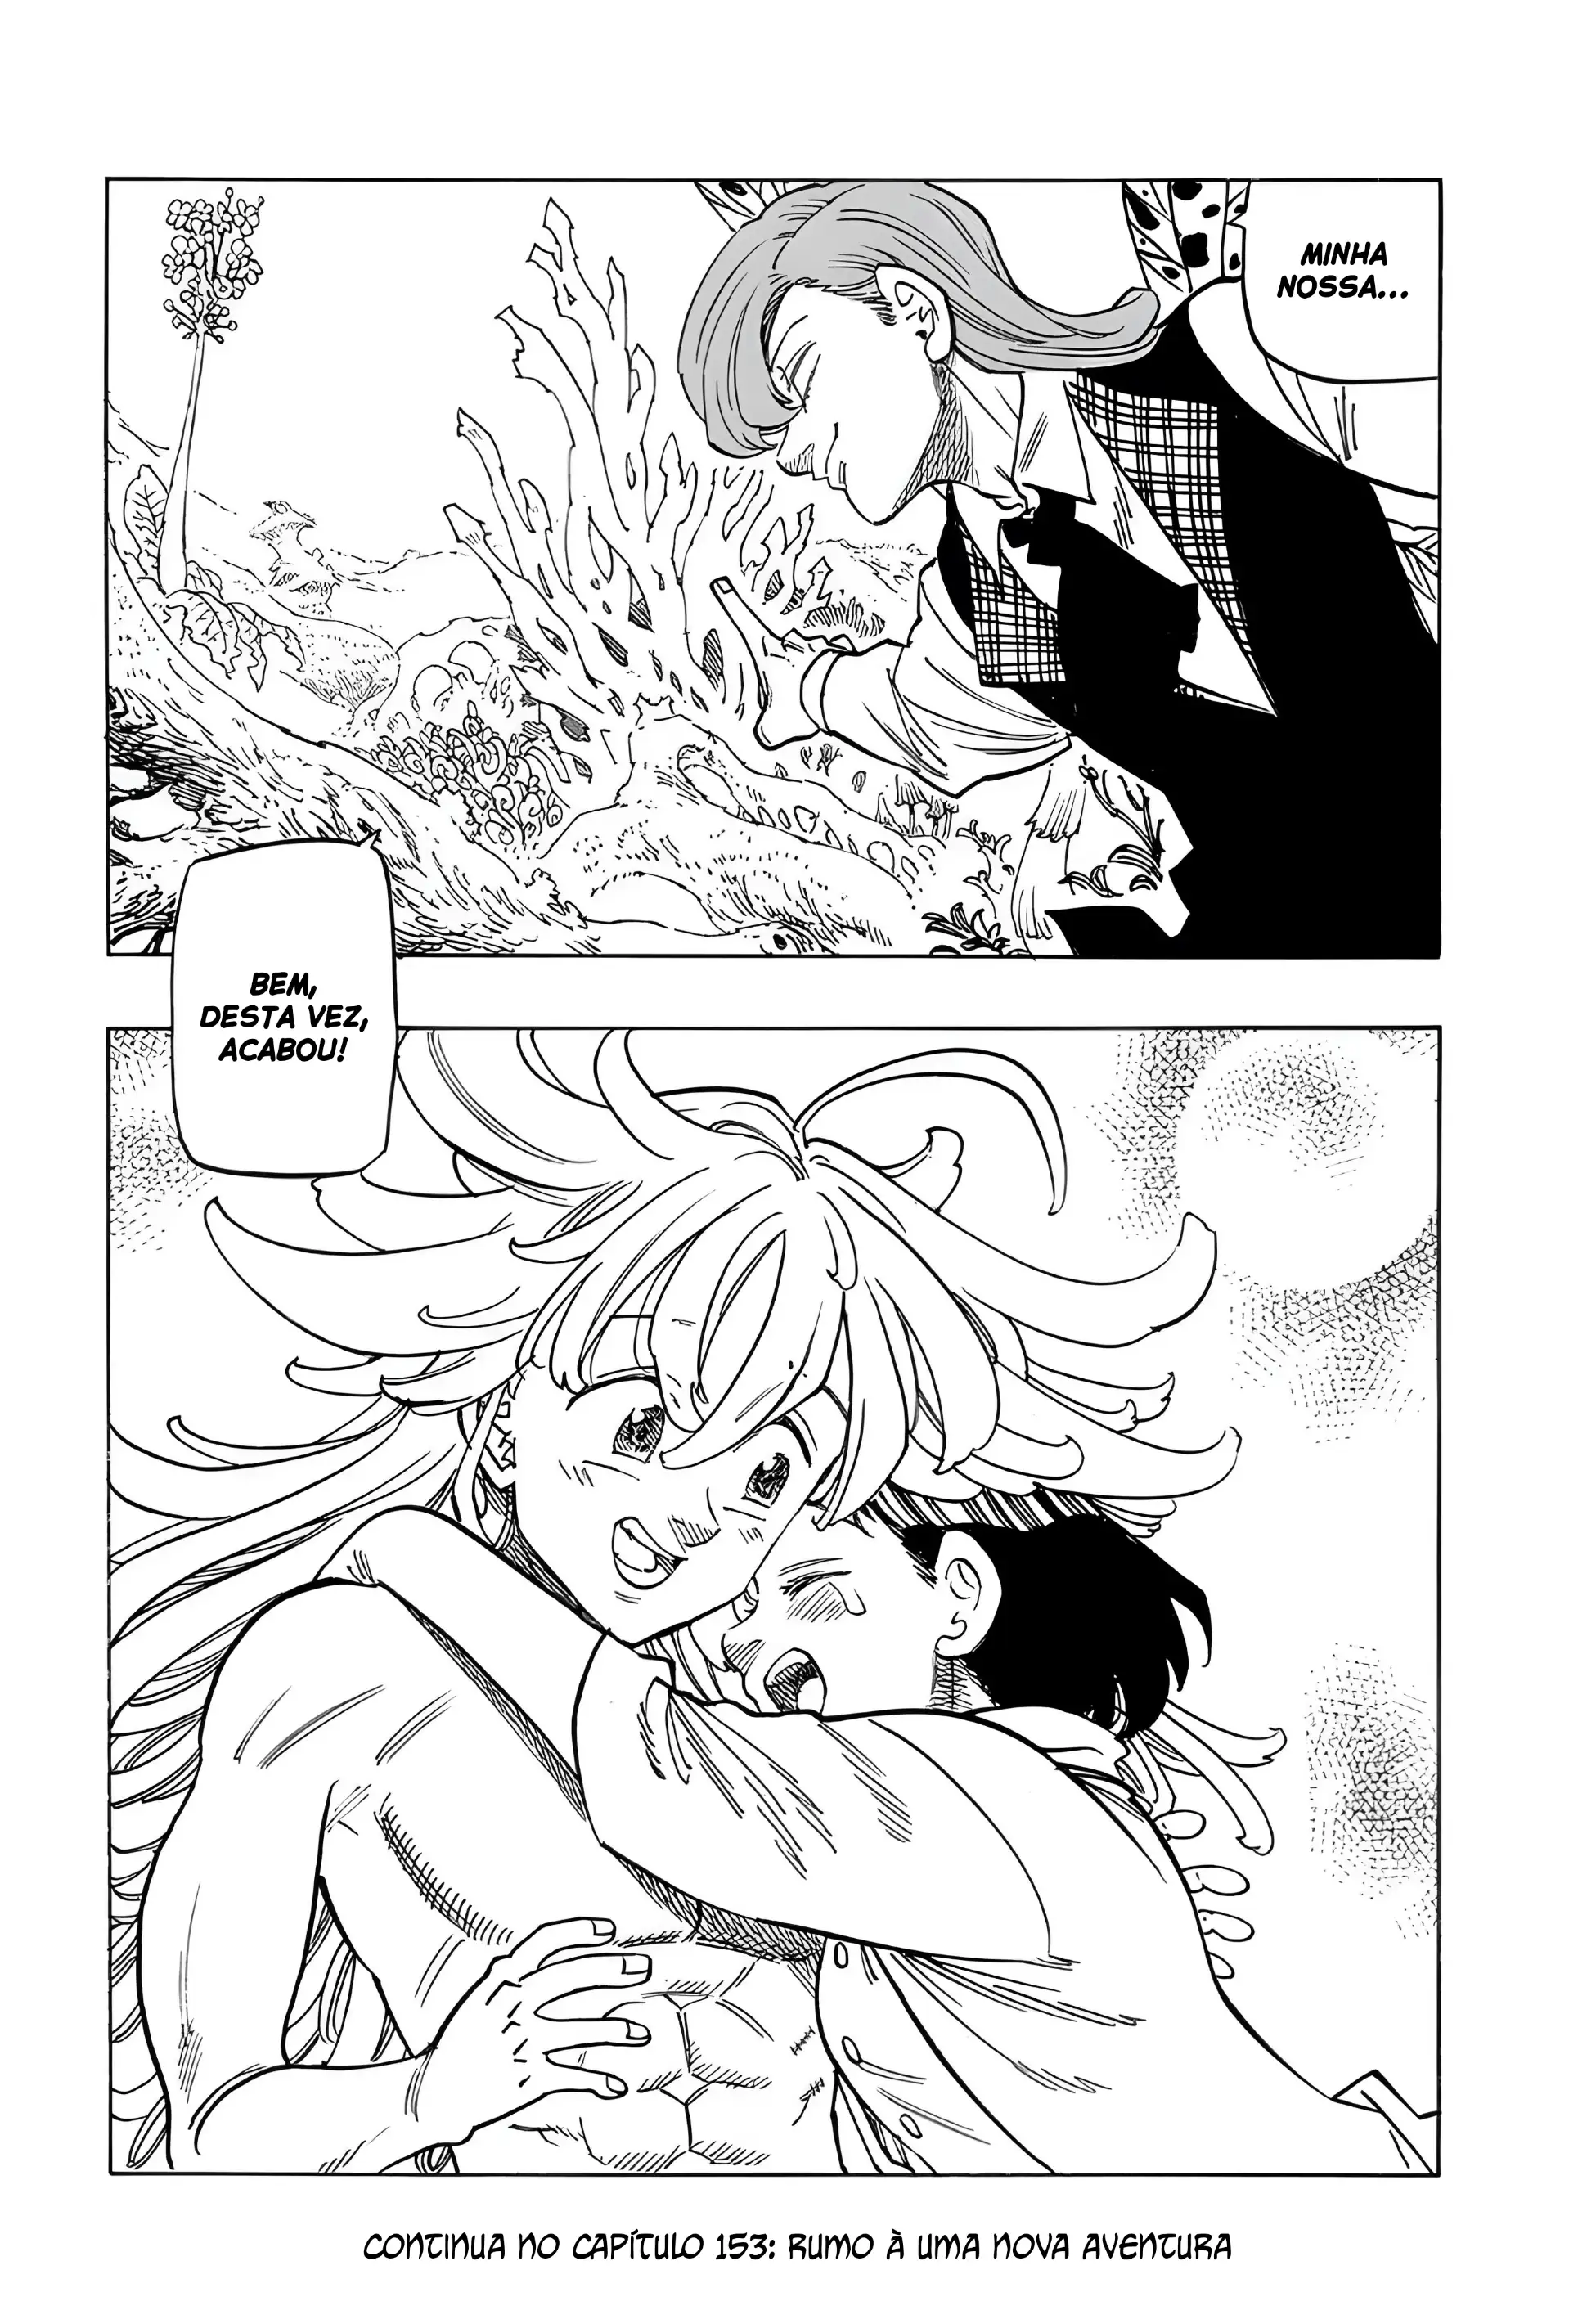 MINHA
NOSSA...
BEM,
DESTA VEZ,
ACABOU!
CONTINUA NO CAPÍTULO 153: RUMO À UMA NOVA AVENTURA